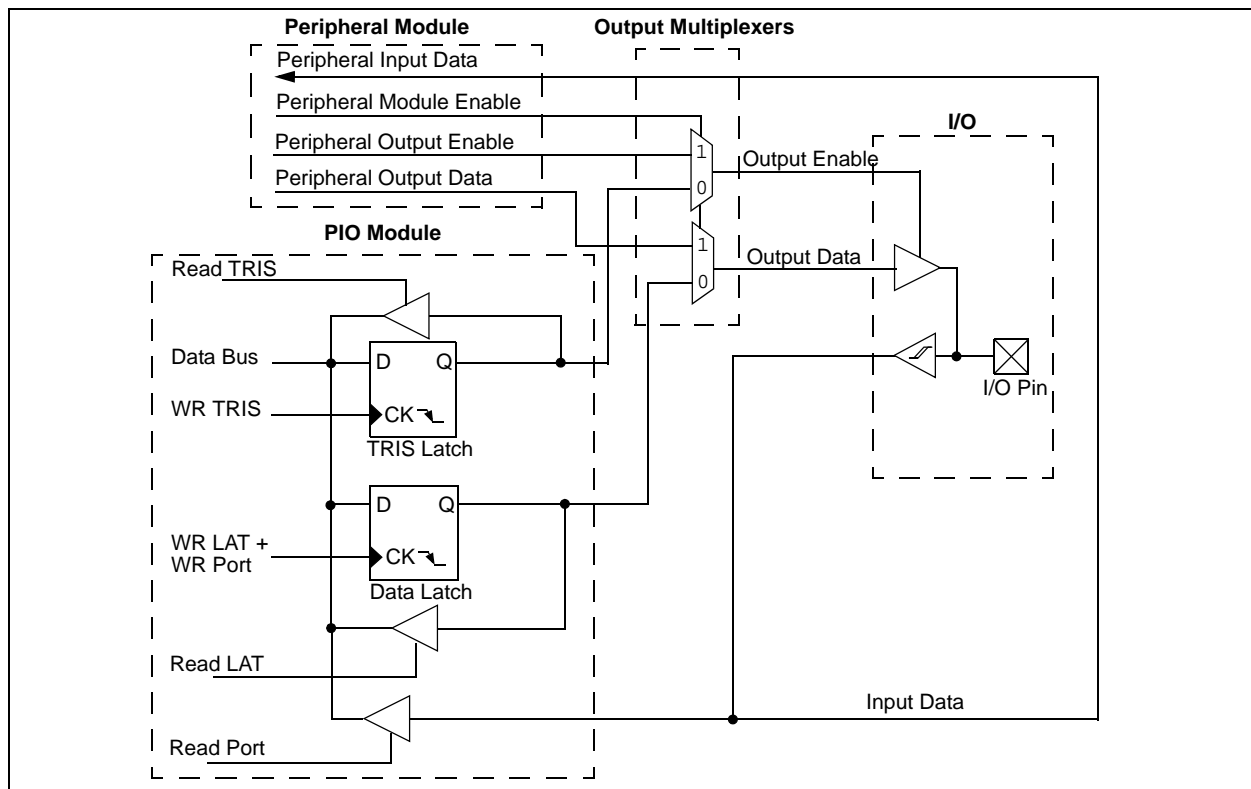 Peripheral Module
Output Multiplexers
Peripheral Input Data
Peripheral Module Enable
Peripheral Output Enable
Peripheral Output Data
1
0
Output Enable
I/O
1
0
Output Data
PIO Module
Read TRIS
Data Bus
D Q
WR TRIS
CK
TRIS Latch
I/O Pin
D Q
WR LAT +
WR Port
CK
Data Latch
Read LAT
Input Data
Read Port